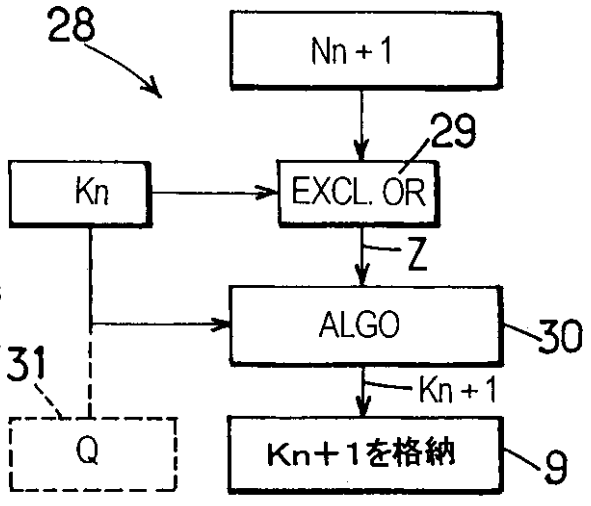 28
Nn+1
29
Kn
EXCL. OR
Z
ALGO
30
31
Kn+1
Q
Kn+1を格納
9